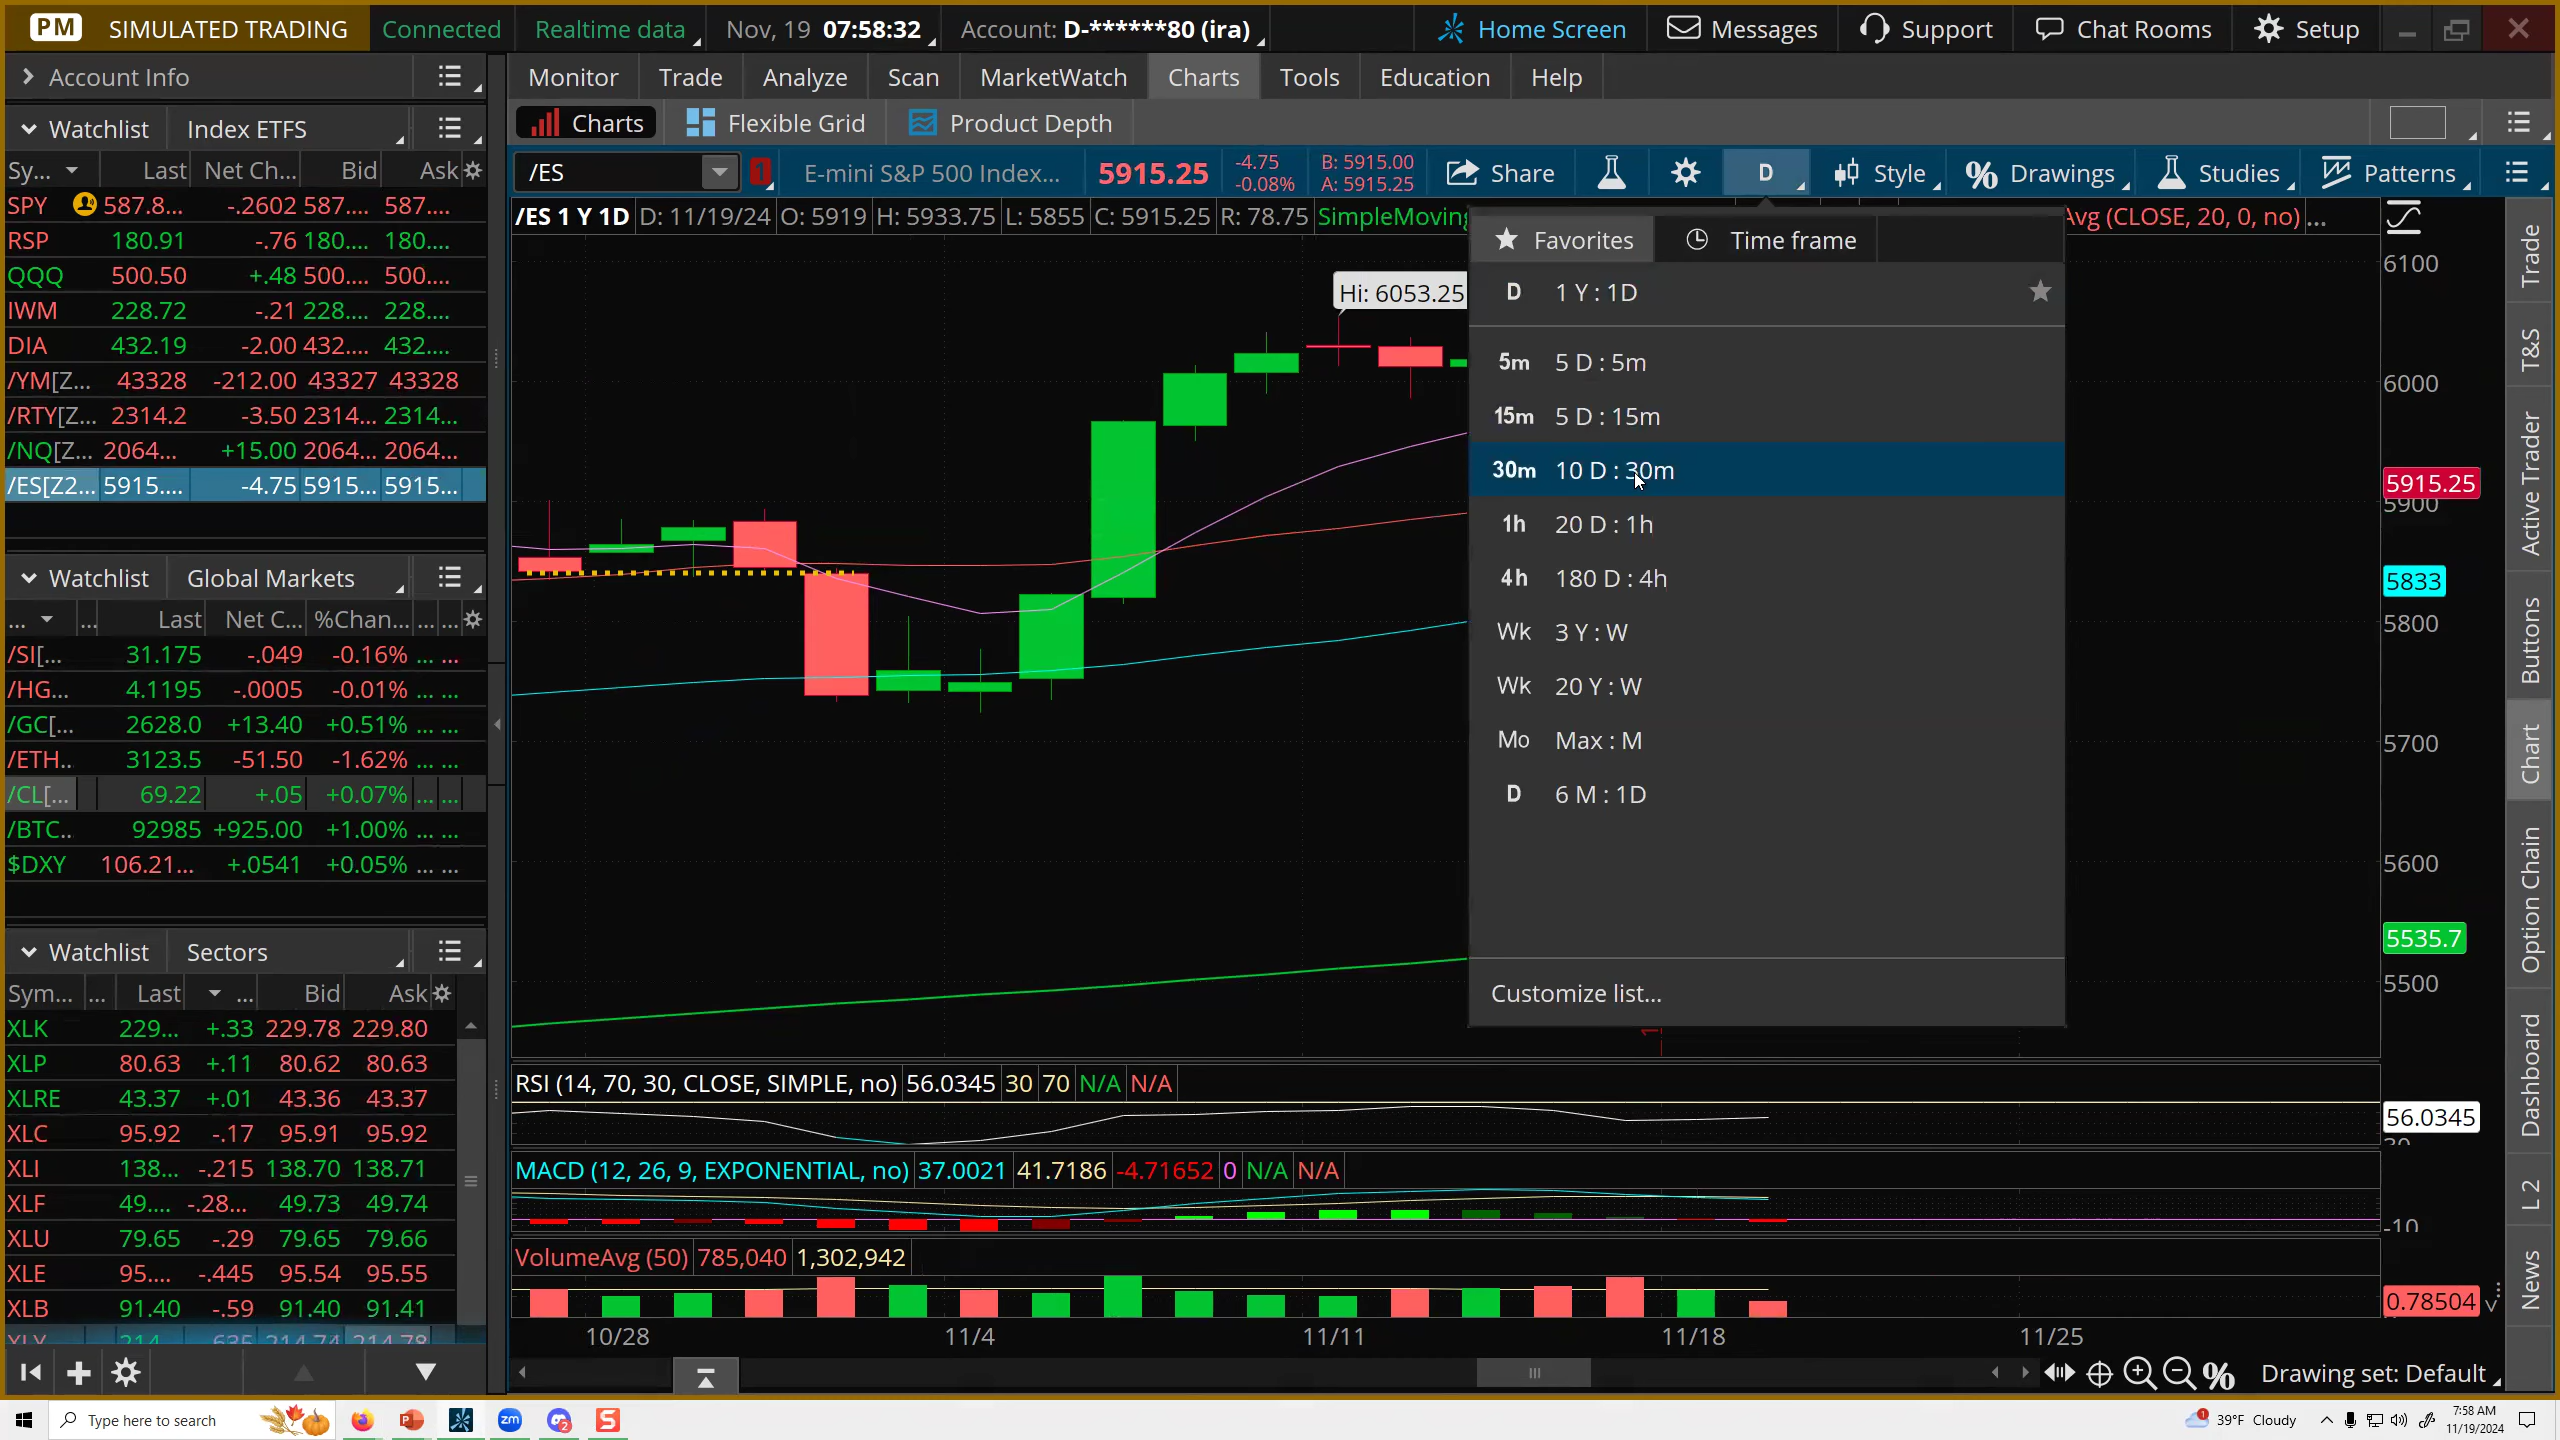 PM SIMULATED TRADING Connected Realtime data Nov, 19 07:58:32 Account: D-******80 (ira) Home Screen Messages Support Chat Rooms Setup
Account Info
Monitor Trade Analyze Scan MarketWatch Charts Tools Education Help
Watchlist Index ETFS
Charts Flexible Grid Product Depth
Sy... Last Net Ch... Bid Ask
SPY 587.8... -.2602 587.... 587....
RSP 180.91 -.76 180.... 180....
QQQ 500.50 +.48 500.... 500....
IWM 228.72 -.21 228.... 228....
DIA 432.19 -2.00 432.... 432....
/YM[Z... 43328 -212.00 43327 43328
/RTY[Z... 2314.2 -3.50 2314... 2314...
/NQ[Z... 2064... +15.00 2064... 2064...
/ES[Z2... 5915.... -4.75 5915... 5915...
Watchlist Global Markets
... ... Last Net C... %Chan... ... ...
/SI[... 31.175 -.049 -0.16% ... ...
/HG... 4.1195 -.0005 -0.01% ... ...
/GC[... 2628.0 +13.40 +0.51% ... ...
/ETH... 3123.5 -51.50 -1.62% ... ...
/CL[... 69.22 +.05 +0.07% ... ...
/BTC... 92985 +925.00 +1.00% ... ...
$DXY 106.21... +.0541 +0.05% ... ...
Watchlist Sectors
Sym... ... Last ... Bid Ask
XLK 229... +.33 229.78 229.80
XLP 80.63 +.11 80.62 80.63
XLRE 43.37 +.01 43.36 43.37
XLC 95.92 -.17 95.91 95.92
XLI 138... -.215 138.70 138.71
XLF 49.... -.28... 49.73 49.74
XLU 79.65 -.29 79.65 79.66
XLE 95.... -.445 95.54 95.55
XLB 91.40 -.59 91.40 91.41
XLY 214... .635 214.74 214.78
/ES 1 E-mini S&P 500 Index... 5915.25 -4.75 B: 5915.00 Share D Style Drawings Studies Patterns
-0.08% A: 5915.25
/ES 1 Y 1D D: 11/19/24 O: 5919 H: 5933.75 L: 5855 C: 5915.25 R: 78.75 SimpleMoving Avg (CLOSE, 20, 0, no) ...
Hi: 6053.25
Favorites Time frame
D 1 Y : 1D
5m 5 D : 5m
15m 5 D : 15m
30m 10 D : 30m
1h 20 D : 1h
4h 180 D : 4h
Wk 3 Y : W
Wk 20 Y : W
Mo Max : M
D 6 M : 1D
Customize list...
6100
6000
5915.25
5900
5833
5800
5700
5600
5535.7
5500
RSI (14, 70, 30, CLOSE, SIMPLE, no) 56.0345 30 70 N/A N/A
56.0345
30
MACD (12, 26, 9, EXPONENTIAL, no) 37.0021 41.7186 -4.71652 0 N/A N/A
-10
VolumeAvg (50) 785,040 1,302,942
0.78504
10/28 11/4 11/11 11/18 11/25
Drawing set: Default
Trade
T&S
Active Trader
Buttons
Chart
Option Chain
Dashboard
L 2
News
Type here to search
zm
2
S
1
39°F Cloudy
7:58 AM
11/19/2024